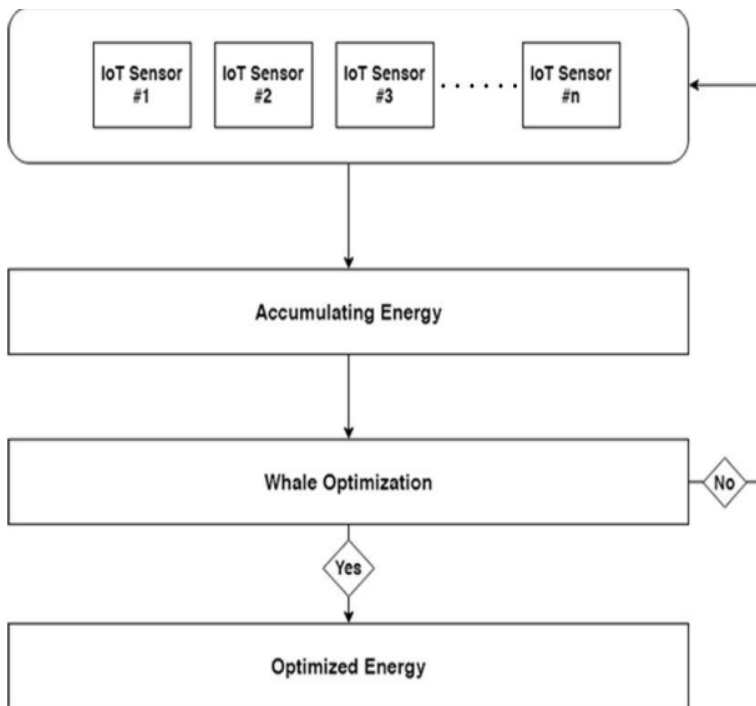 IoT Sensor
#1
IoT Sensor
#2
IoT Sensor
#3
......
IoT Sensor
#n
Accumulating Energy
Whale Optimization
No
Yes
Optimized Energy